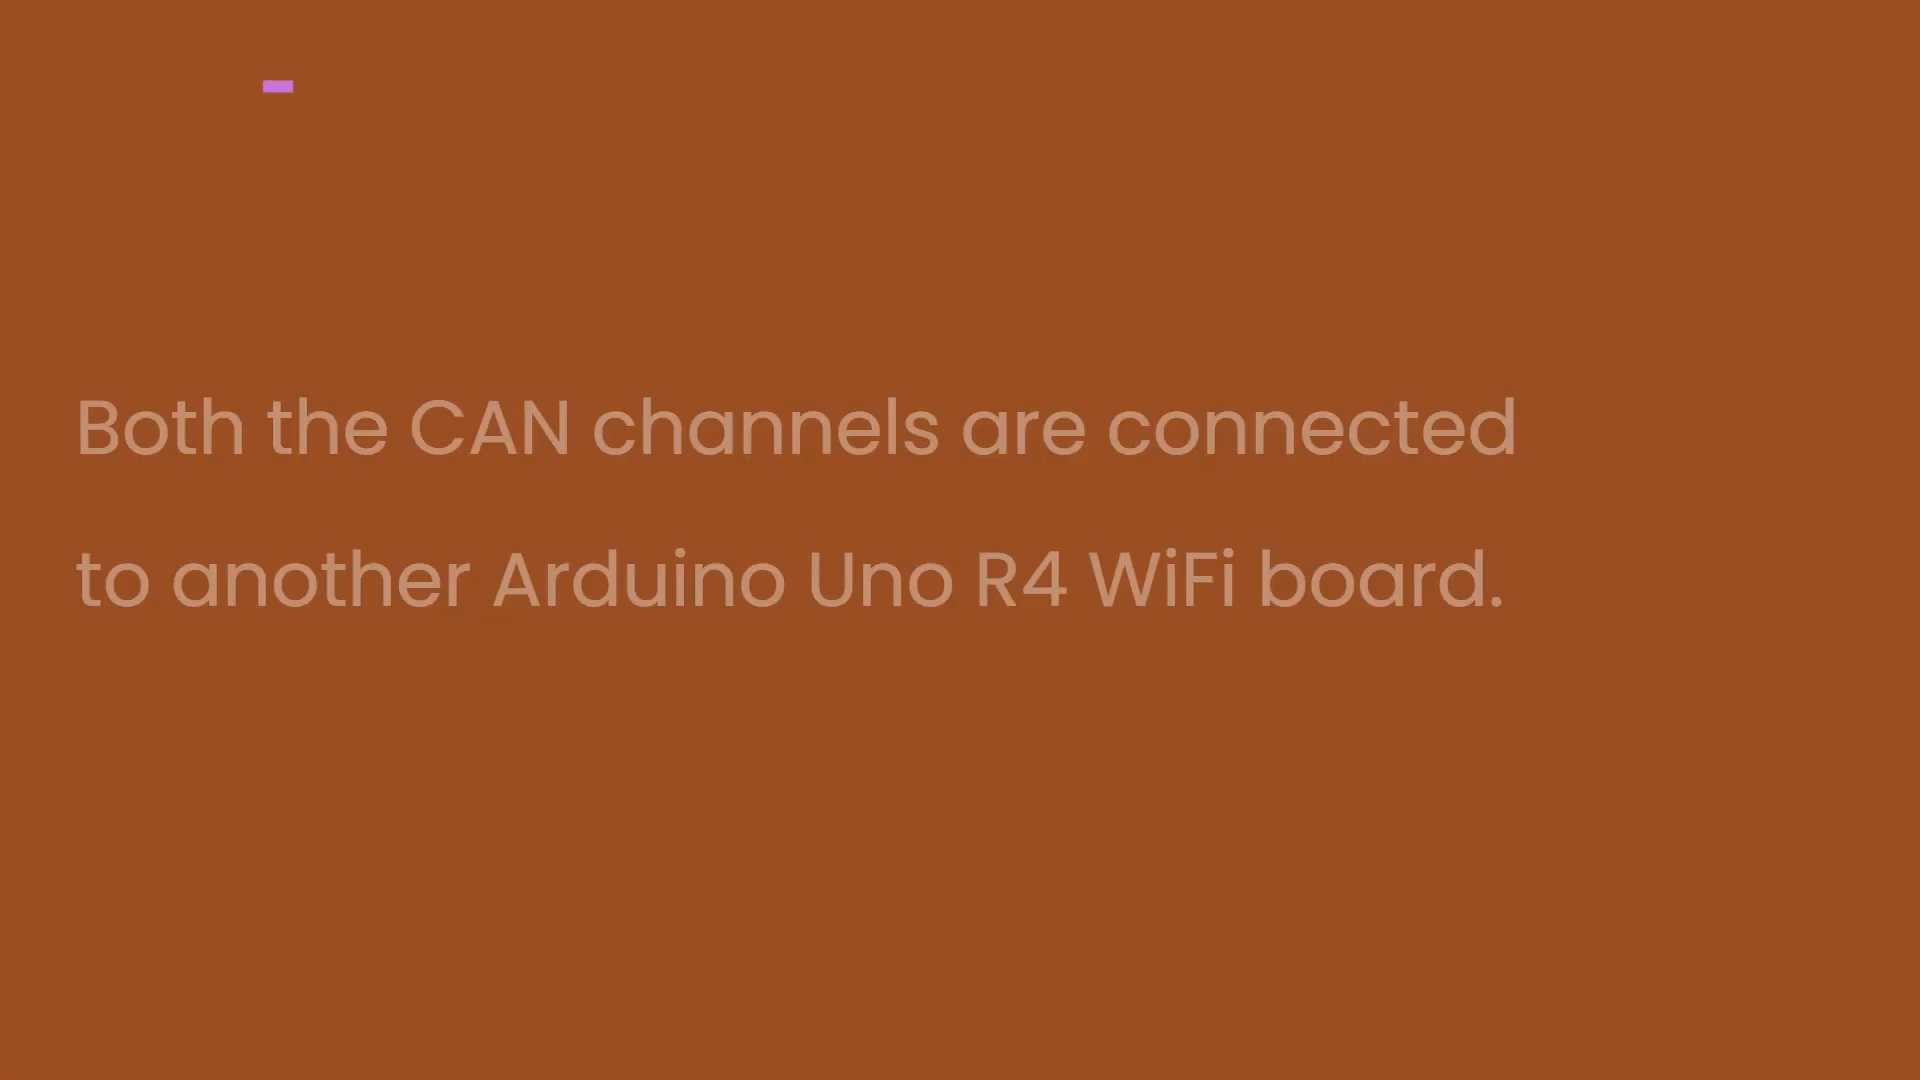 Both the CAN channels are connected
to another Arduino Uno R4 WiFi board.